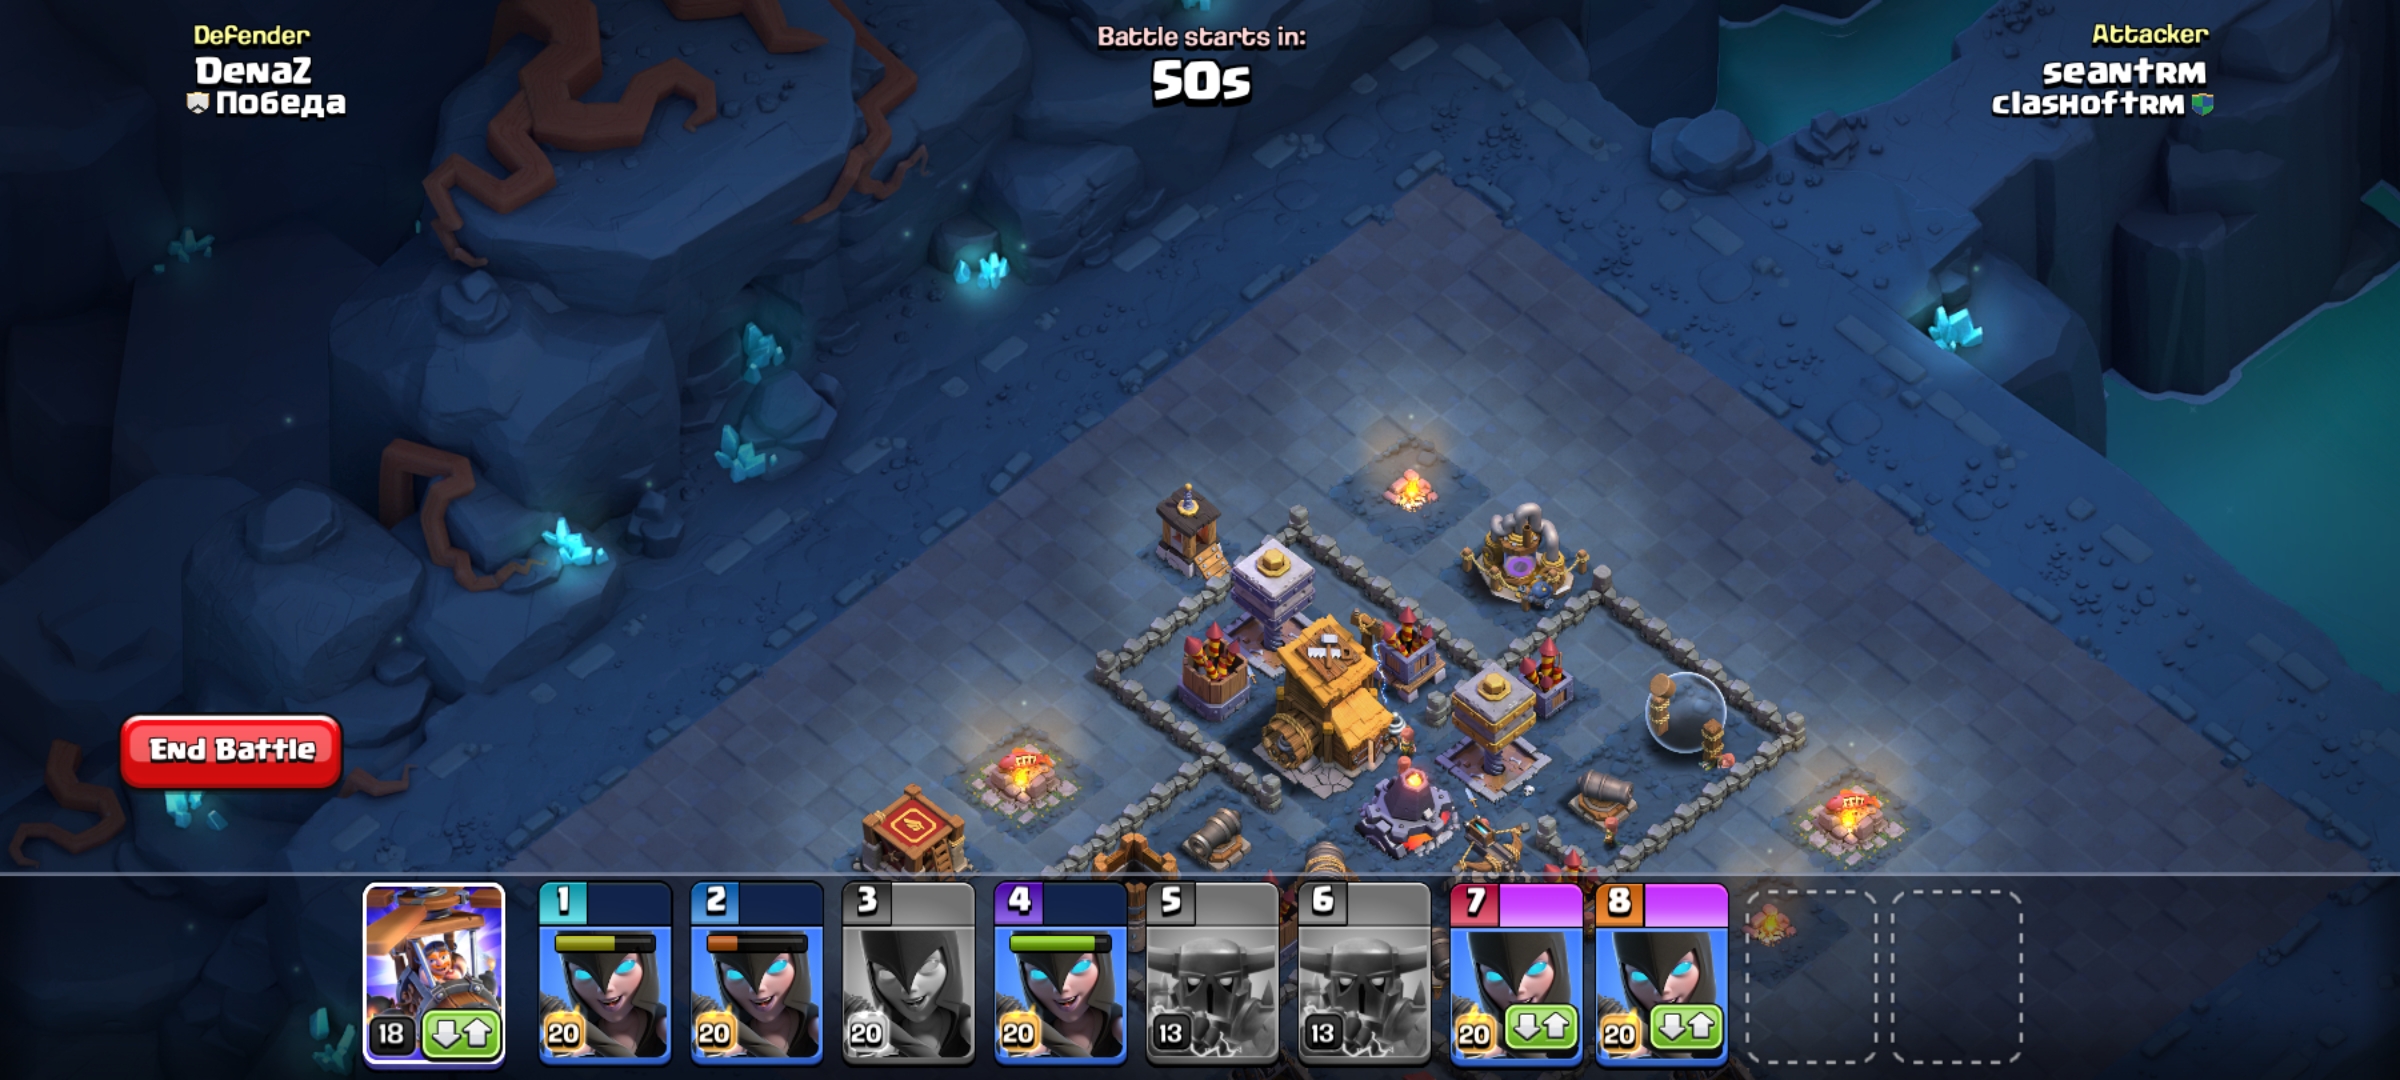 Defender
DenaZ
Победа
Battle starts in:
50s
Attacker
seantRM
clashoftRM
End Battle
18
1
20
2
20
3
20
4
20
5
13
6
13
7
20
8
20